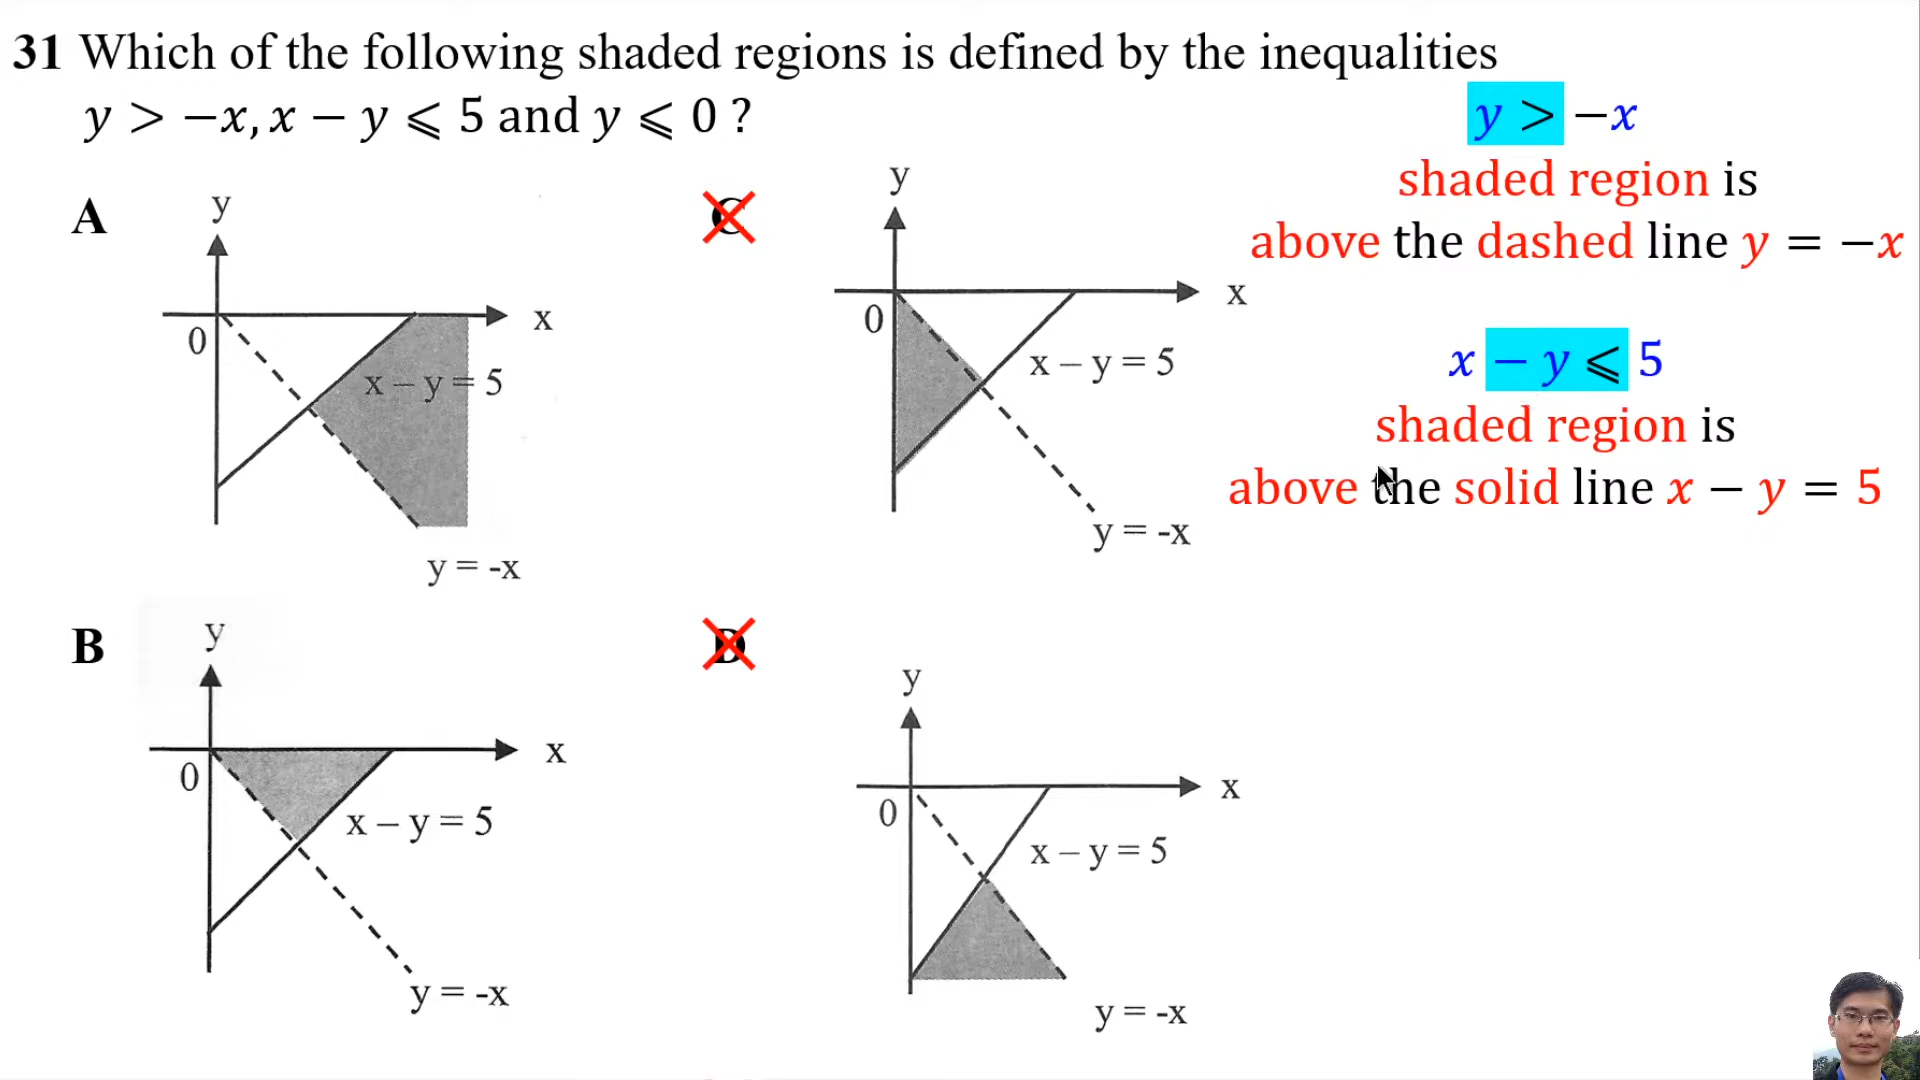 31 Which of the following shaded regions is defined by the inequalities
y > −x, x − y ⩽ 5 and y ⩽ 0 ?
y > −x
shaded region is
above the dashed line y = −x
x − y ⩽ 5
shaded region is
above the solid line x − y = 5
A
y
x
0
x – y = 5
y = -x
C
y
x
0
x – y = 5
y = -x
B
y
x
0
x – y = 5
y = -x
D
y
x
0
x – y = 5
y = -x